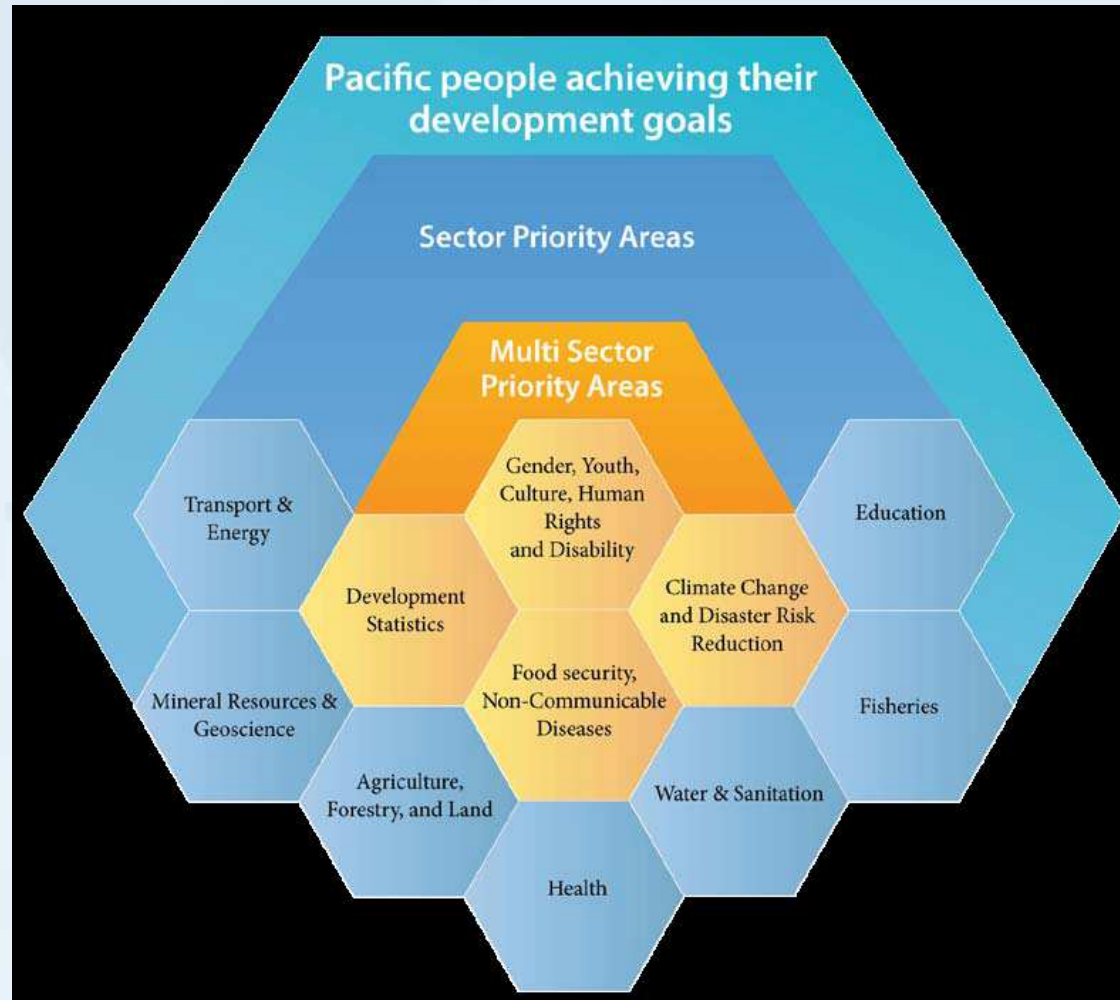 Pacific people achieving their
development goals
Sector Priority Areas
Multi Sector
Priority Areas
Gender, Youth,
Culture, Human
Rights
and Disability
Transport &
Energy
Education
Development
Statistics
Climate Change
and Disaster Risk
Reduction
Food security,
Non-Communicable
Diseases
Mineral Resources &
Geoscience
Fisheries
Agriculture,
Forestry, and Land
Water & Sanitation
Health